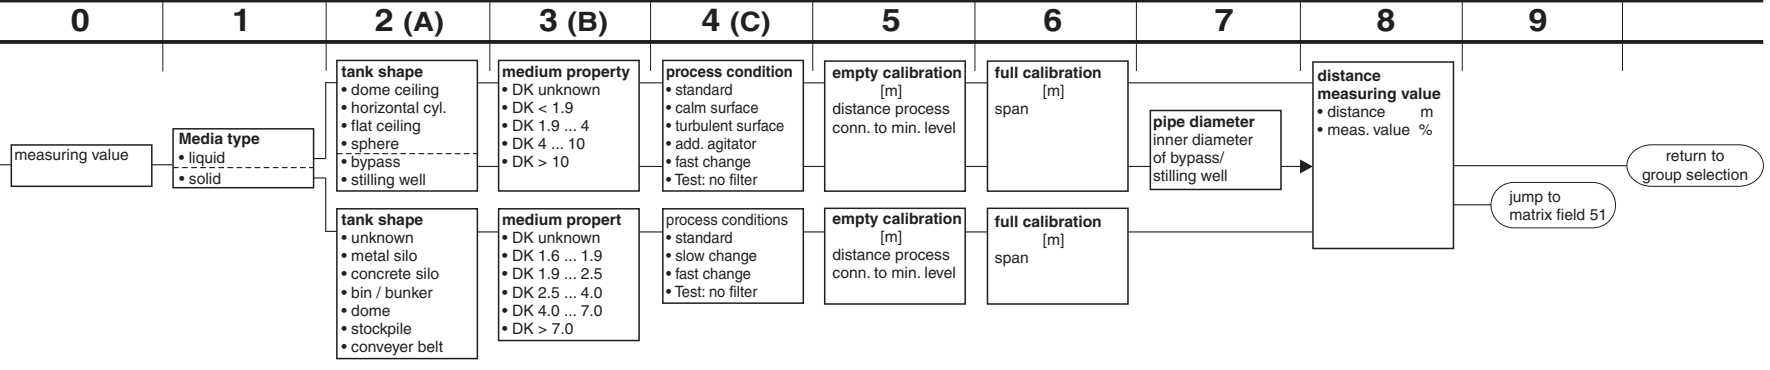 0 1 2 (A) 3 (B) 4 (C) 5 6 7 8 9
measuring value
Media type
• liquid
• solid
tank shape
• dome ceiling
• horizontal cyl.
• flat ceiling
• sphere
• bypass
• stilling well
medium property
• DK unknown
• DK < 1.9
• DK 1.9 ... 4
• DK 4 ... 10
• DK > 10
process condition
• standard
• calm surface
• turbulent surface
• add. agitator
• fast change
• Test: no filter
empty calibration
[m]
distance process
conn. to min. level
full calibration
[m]
span
pipe diameter
inner diameter
of bypass/
stilling well
distance
measuring value
• distance m
• meas. value %
return to
group selection
jump to
matrix field 51
tank shape
• unknown
• metal silo
• concrete silo
• bin / bunker
• dome
• stockpile
• conveyer belt
medium propert
• DK unknown
• DK 1.6 ... 1.9
• DK 1.9 ... 2.5
• DK 2.5 ... 4.0
• DK 4.0 ... 7.0
• DK > 7.0
process conditions
• standard
• slow change
• fast change
• Test: no filter
empty calibration
[m]
distance process
conn. to min. level
full calibration
[m]
span